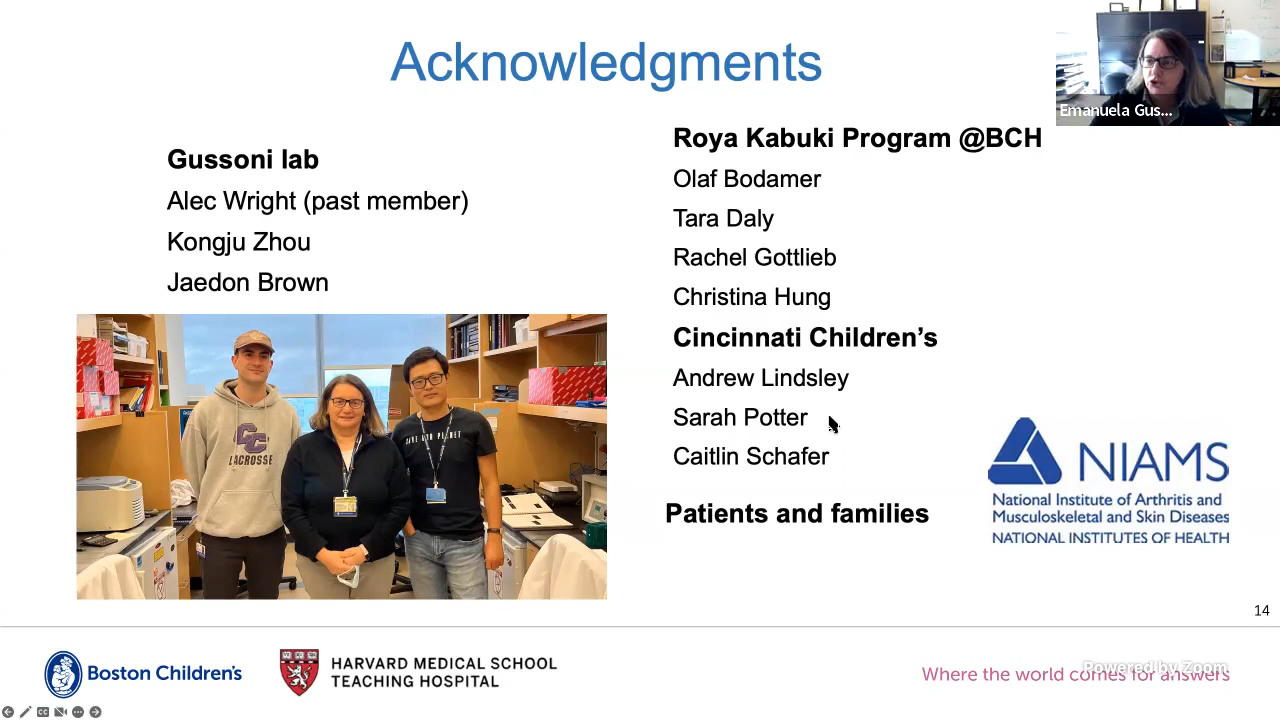 Acknowledgments
Emanuela Gus...
Gussoni lab
Alec Wright (past member)
Kongju Zhou
Jaedon Brown
CC
LACROSSE
Roya Kabuki Program @BCH
Olaf Bodamer
Tara Daly
Rachel Gottlieb
Christina Hung
Cincinnati Children’s
Andrew Lindsley
Sarah Potter
Caitlin Schafer
Patients and families
NIAMS
National Institute of Arthritis and
Musculoskeletal and Skin Diseases
NATIONAL INSTITUTES OF HEALTH
14
Boston Children's
HARVARD MEDICAL SCHOOL
TEACHING HOSPITAL
Where the world comes for answers
Powered by Zoom